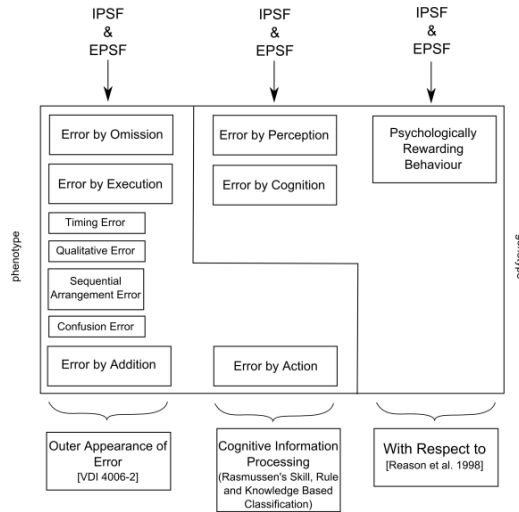 IPSF
&
EPSF
IPSF
&
EPSF
IPSF
&
EPSF
Error by Omission
Error by Execution
Timing Error
Qualitative Error
Sequential
Arrangement Error
Confusion Error
Error by Addition
Error by Perception
Error by Cognition
Error by Action
Psychologically
Rewarding
Behaviour
phenotype
genotype
Outer Appearance of
Error
[VDI 4006-2]
Cognitive Information
Processing
(Rasmussen's Skill, Rule
and Knowledge Based
Classification)
With Respect to
[Reason et al. 1998]